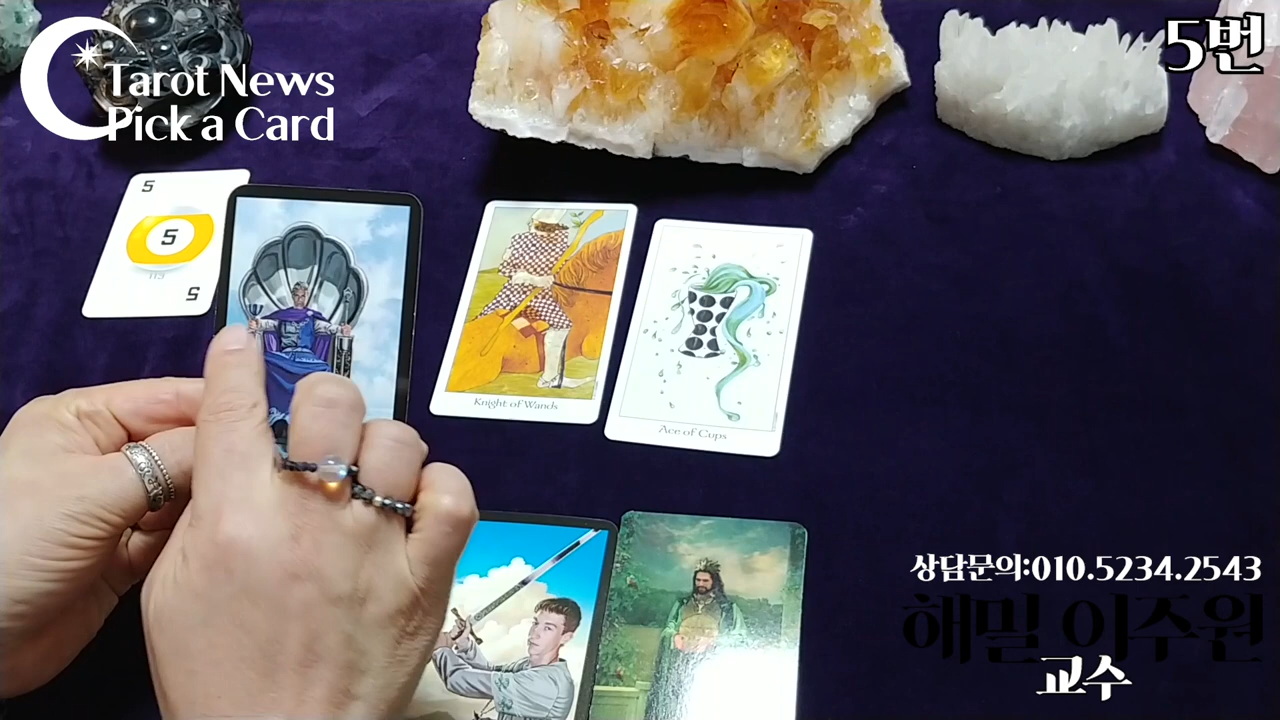 Tarot News
Pick a Card
5번
5
5
5
Knight of Wands
Ace of Cups
상담문의:010.5234.2543
해밀 이주원
교수